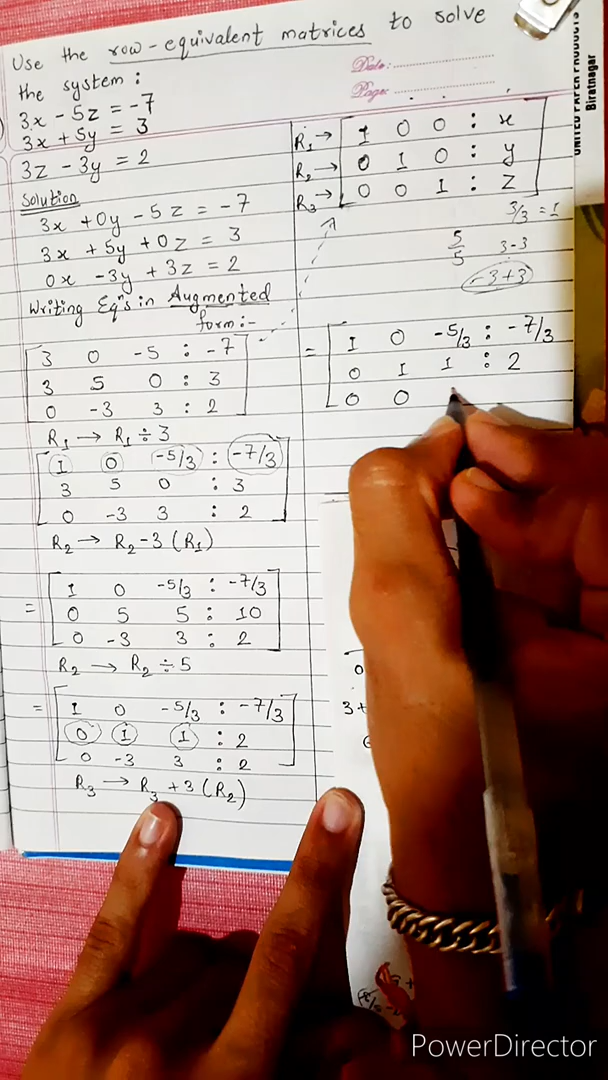 Use the row-equivalent matrices to solve
the system:
3x - 5z = -7
3x + 5y = 3
3z - 3y = 2
Solution
3x + 0y - 5z = -7
3x + 5y + 0z = 3
0x - 3y + 3z = 2
Writing Eqns in Augmented
form:-
3 0 -5 : -7
3 5 0 : 3
0 -3 3 : 2
R1 → R1 ÷ 3
1 0 -5/3 : -7/3
3 5 0 : 3
0 -3 3 : 2
R2 → R2 - 3 (R1)
= 1 0 -5/3 : -7/3
0 5 5 : 10
0 -3 3 : 2
R2 → R2 ÷ 5
= 1 0 -5/3 : -7/3
0 1 1 : 2
0 -3 3 : 2
R3 → R3 + 3 (R2)
Date:
Page:
R1 → 1 0 0 : x
R2 → 0 1 0 : y
R3 → 0 0 1 : z
3/3 = 1
5/5 3-3
-3+3
= 1 0 -5/3 : -7/3
0 1 1 : 2
0 0
UNITED PAPER PRODUCTS
Biratnagar
3+
PowerDirector